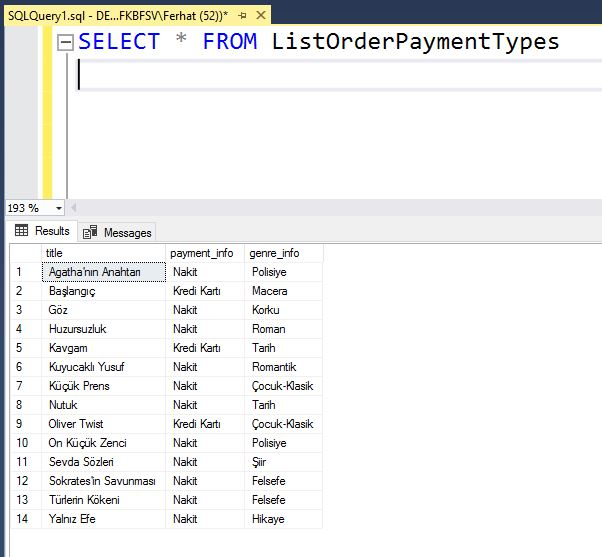 SQLQuery1.sql - DE...FKBFSV\Ferhat (52))*
SELECT * FROM ListOrderPaymentTypes
193 %
Results Messages
title payment_info genre_info
1 Agatha'nın Anahtarı Nakit Polisiye
2 Başlangıç Kredi Kartı Macera
3 Göz Nakit Korku
4 Huzursuzluk Nakit Roman
5 Kavgam Kredi Kartı Tarih
6 Kuyucaklı Yusuf Nakit Romantik
7 Küçük Prens Nakit Çocuk-Klasik
8 Nutuk Nakit Tarih
9 Oliver Twist Kredi Kartı Çocuk-Klasik
10 On Küçük Zenci Nakit Polisiye
11 Sevda Sözleri Nakit Şiir
12 Sokrates'in Savunması Nakit Felsefe
13 Türlerin Kökeni Nakit Felsefe
14 Yalnız Efe Nakit Hikaye